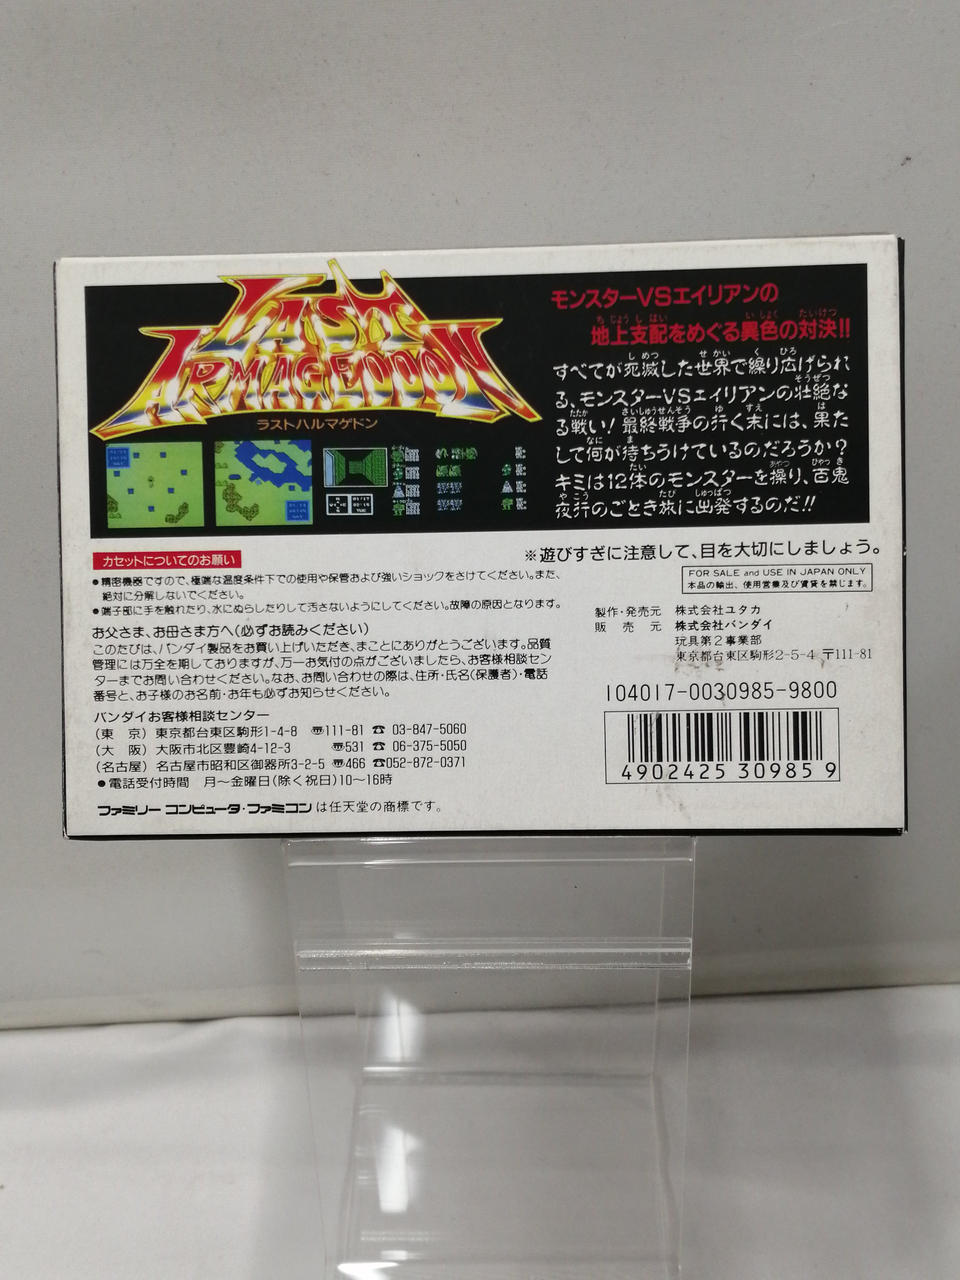 LAST
ARMAGEDDON
ラストハルマゲドン
モンスターVSエイリアンの
地上支配をめぐる異色の対決!!
すべてが死滅した世界で繰り広げられ
る、モンスターVSエイリアンの壮絶な
る戦い!最終戦争の行く末には、果た
して何が待ちうけているのだろうか?
キミは12体のモンスターを操り、百鬼
夜行のごとき旅に出発するのだ!!
カセットについてのお願い
●精密機器ですので、極端な温度条件下での使用や保管および強いショックをさけてください。また、
絶対に分解しないでください。
●端子部に手を触れたり、水にぬらしたりして汚さないようにしてください。故障の原因となります。
お父さま、お母さま方へ(必ずお読みください)
このたびは、バンダイ製品をお買い上げいただき、まことにありがとうございます。品質
管理には万全を期しておりますが、万一お気付の点がございましたら、お客様相談セン
ターまでお問い合わせください。なお、お問い合わせの際は、住所・氏名(保護者)・電話
番号と、お子様のお名前・お年も必ずお知らせください。
バンダイお客様相談センター
(東 京) 東京都台東区駒形1-4-8 〠111-81 ☎ 03-847-5060
(大 阪) 大阪市北区豊崎4-12-3 〠531 ☎ 06-375-5050
(名古屋) 名古屋市昭和区御器所3-2-5 〠466 ☎052-872-0371
●電話受付時間 月〜金曜日(除く祝日)10〜16時
ファミリーコンピュータ・ファミコンは任天堂の商標です。
※遊びすぎに注意して、目を大切にしましょう。
FOR SALE and USE IN JAPAN ONLY
本品の輸出、使用営業及び賃貸を禁じます。
製作・発売元 株式会社ユタカ
販売元 株式会社バンダイ
玩具第2事業部
東京都台東区駒形2-5-4 〒111-81
104017-0030985-9800
4902425 309859